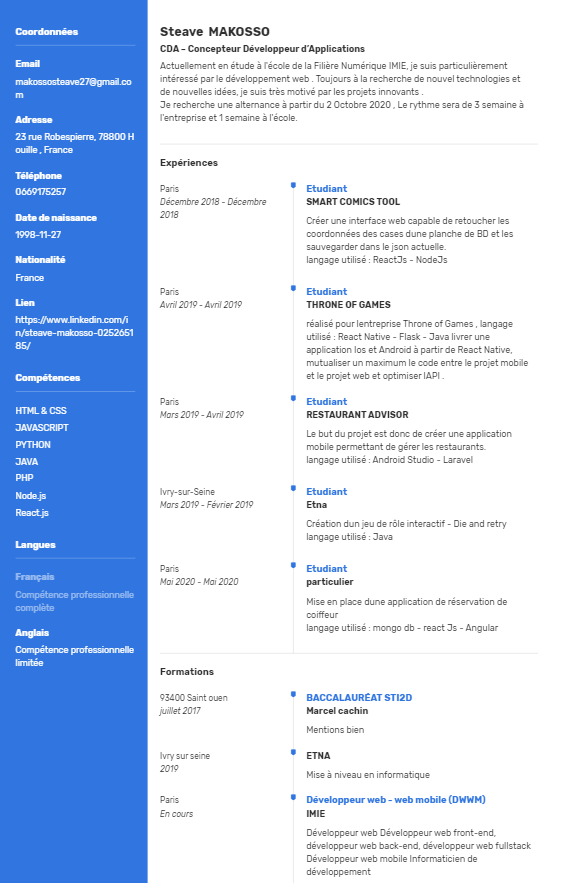 Coordonnées
Email
makossosteave27@gmail.co
m
Adresse
23 rue Robespierre, 78800 H
ouille , France
Téléphone
0669175257
Date de naissance
1998-11-27
Nationalité
France
Lien
https://www.linkedin.com/i
n/steave-makosso-0252651
85/
Compétences
HTML & CSS
JAVASCRIPT
PYTHON
JAVA
PHP
Node.js
React.js
Langues
Français
Compétence professionnelle
complète
Anglais
Compétence professionnelle
limitée
Steave MAKOSSO
CDA – Concepteur Développeur d'Applications
Actuellement en étude à l'école de la Filière Numérique IMIE, je suis particulièrement
intéressé par le développement web . Toujours à la recherche de nouvel technologies et
de nouvelles idées, je suis très motivé par les projets innovants .
Je recherche une alternance à partir du 2 Octobre 2020 , Le rythme sera de 3 semaine à
l'entreprise et 1 semaine à l'école.
Expériences
Paris
Décembre 2018 - Décembre
2018
Etudiant
SMART COMICS TOOL
Créer une interface web capable de retoucher les
coordonnées des cases dune planche de BD et les
sauvegarder dans le json actuelle.
langage utilisé : ReactJs - NodeJs
Paris
Avril 2019 - Avril 2019
Etudiant
THRONE OF GAMES
réalisé pour lentreprise Throne of Games , langage
utilisé : React Native - Flask - Java livrer une
application Ios et Android à partir de React Native,
mutualiser un maximum le code entre le projet mobile
et le projet web et optimiser lAPI .
Paris
Mars 2019 - Avril 2019
Etudiant
RESTAURANT ADVISOR
Le but du projet est donc de créer une application
mobile permettant de gérer les restaurants.
langage utilisé : Android Studio - Laravel
Ivry-sur-Seine
Mars 2019 - Février 2019
Etudiant
Etna
Création dun jeu de rôle interactif - Die and retry
langage utilisé : Java
Paris
Mai 2020 - Mai 2020
Etudiant
particulier
Mise en place dune application de réservation de
coiffeur
langage utilisé : mongo db - react Js - Angular
Formations
93400 Saint ouen
juillet 2017
BACCALAURÉAT STI2D
Marcel cachin
Mentions bien
Ivry sur seine
2019
ETNA
Mise à niveau en informatique
Paris
En cours
Développeur web - web mobile (DWWM)
IMIE
Développeur web Développeur web front-end,
développeur web back-end, développeur web fullstack
Développeur web mobile Informaticien de
développement